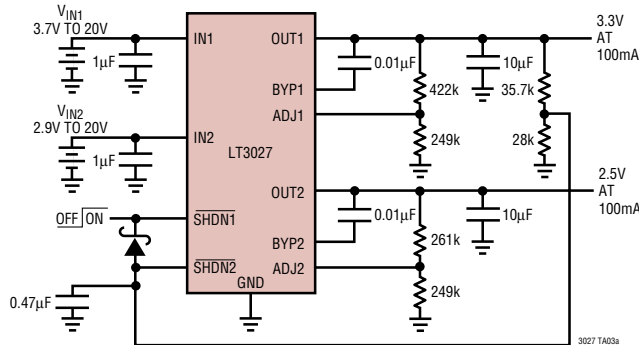 VIN1
3.7V TO 20V
1µF
IN1
OUT1
3.3V
AT
100mA
0.01µF
10µF
35.7k
422k
BYP1
ADJ1
249k
28k
VIN2
2.9V TO 20V
1µF
IN2
LT3027
OUT2
2.5V
AT
100mA
0.01µF
10µF
OFF ON
SHDN1
261k
BYP2
SHDN2
ADJ2
GND
249k
0.47µF
3027 TA03a